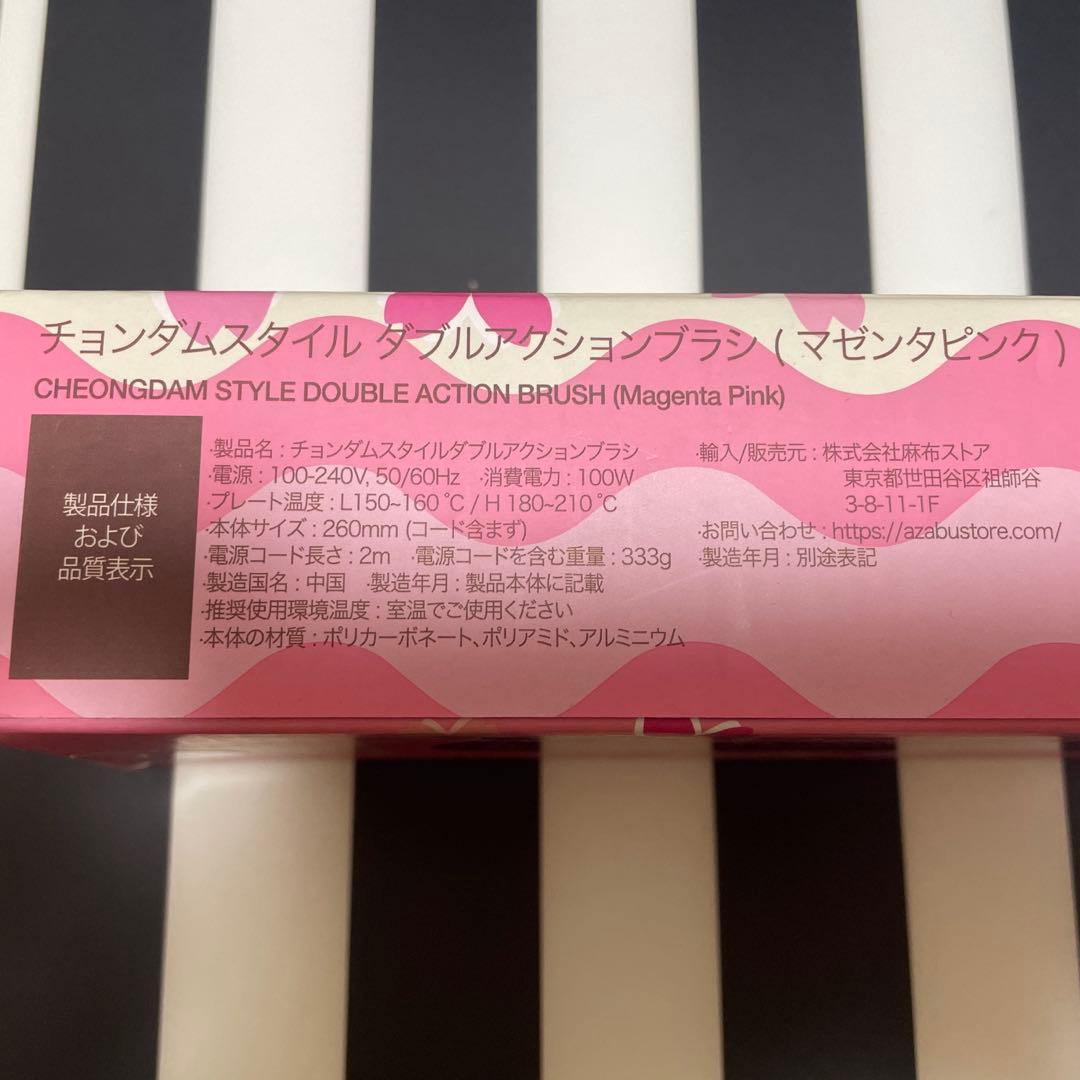 チョンダムスタイル ダブルアクションブラシ ( マゼンタピンク )
CHEONGDAM STYLE DOUBLE ACTION BRUSH (Magenta Pink)
製品仕様
および
品質表示
·製品名 : チョンダムスタイルダブルアクションブラシ
·電源 : 100-240V, 50/60Hz ·消費電力 : 100W
·プレート温度 : L150~160℃ / H 180~210℃
·本体サイズ : 260mm (コード含まず)
·電源コード長さ : 2m ·電源コードを含む重量 : 333g
·製造国名 : 中国 ·製造年月 : 製品本体に記載
·推奨使用環境温度 : 室温でご使用ください
·本体の材質 : ポリカーボネート、ポリアミド、アルミニウム
·輸入/販売元 : 株式会社麻布ストア
東京都世田谷区祖師谷
3-8-11-1F
·お問い合わせ : https://azabustore.com/
·製造年月 : 別途表記